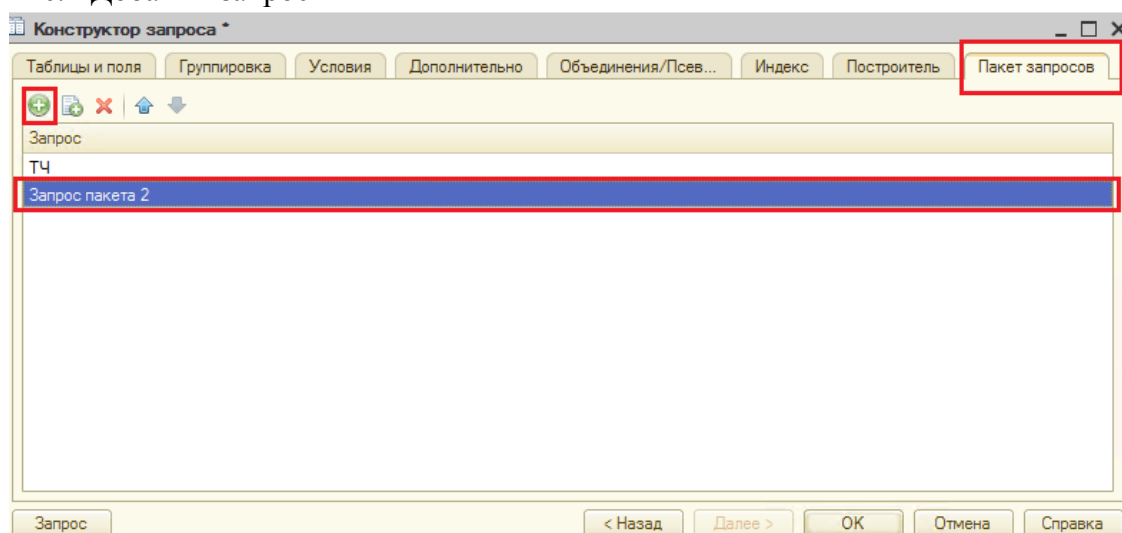 Конструктор запроса *
Таблицы и поля Группировка Условия Дополнительно Объединения/Псев... Индекс Построитель Пакет запросов
Запрос
ТЧ
Запрос пакета 2
Запрос < Назад Далее > ОК Отмена Справка